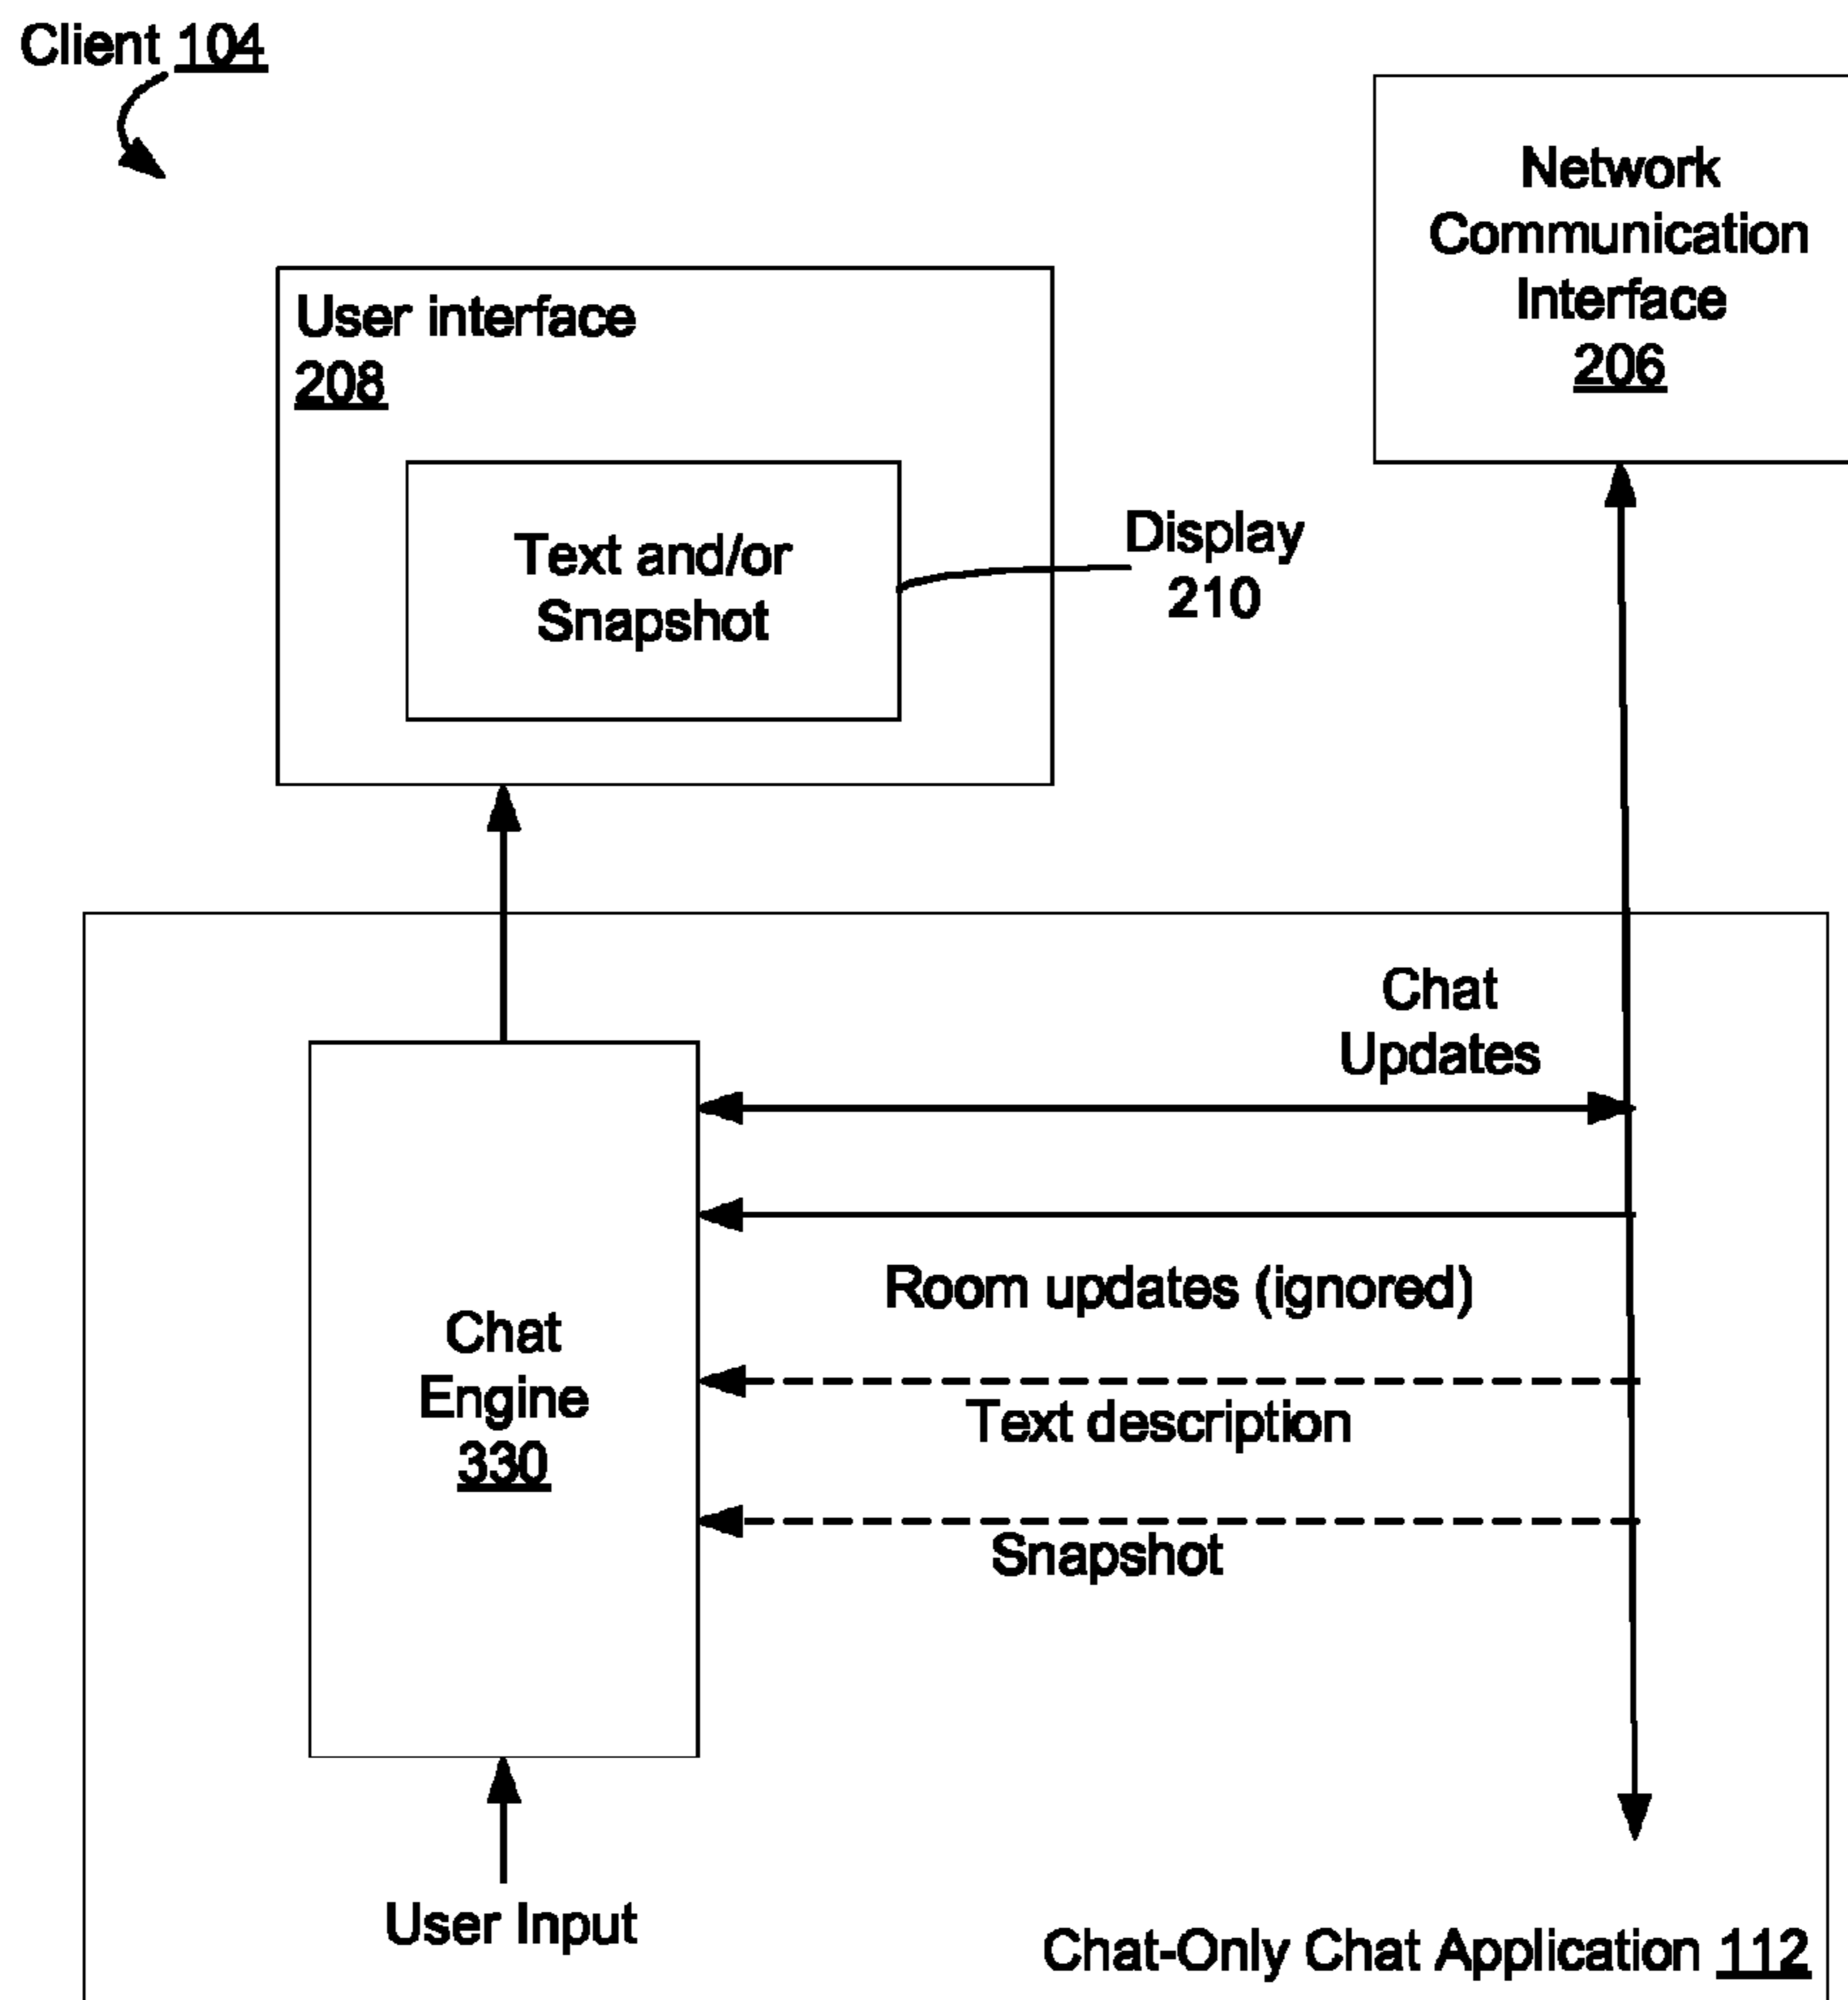 Client 104
Network
Communication
Interface
206
User interface
208
Text and/or
Snapshot
Display
210
Chat
Updates
Room updates (ignored)
Text description
Snapshot
Chat
Engine
330
User Input
Chat-Only Chat Application 112